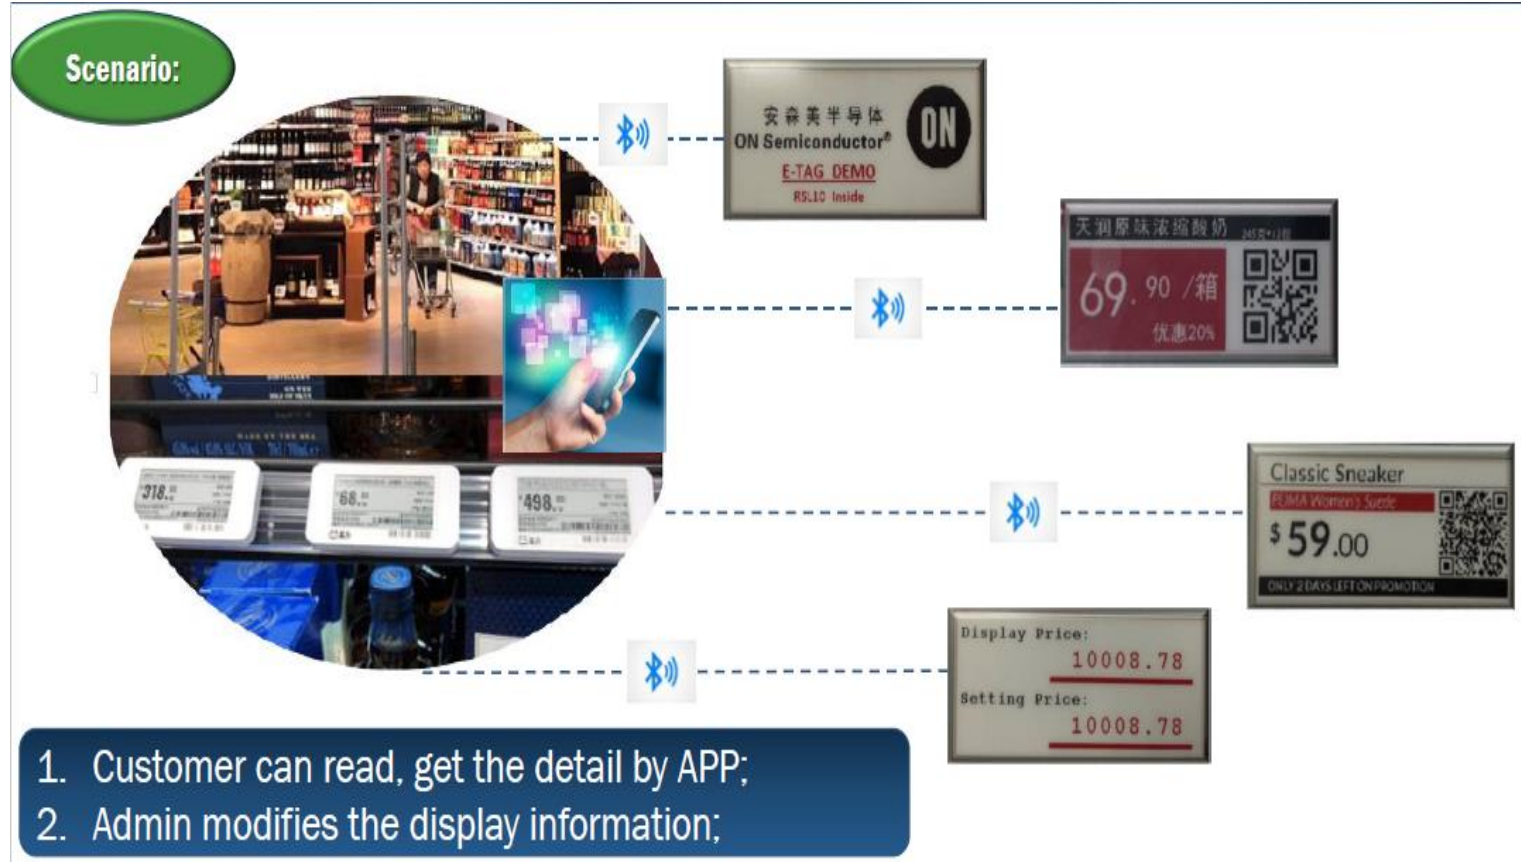 Scenario:
安森美半导体
ON Semiconductor®
ON
E-TAG DEMO
RSL10 Inside
天润原味浓缩酸奶
69.90 /箱
优惠20%
Classic Sneaker
PUMA Women's Suede
$59.00
ONLY 2 DAYS LEFT ON PROMOTION
318.
68.
498.
Display Price:
10008.78
Setting Price:
10008.78
1. Customer can read, get the detail by APP;
2. Admin modifies the display information;